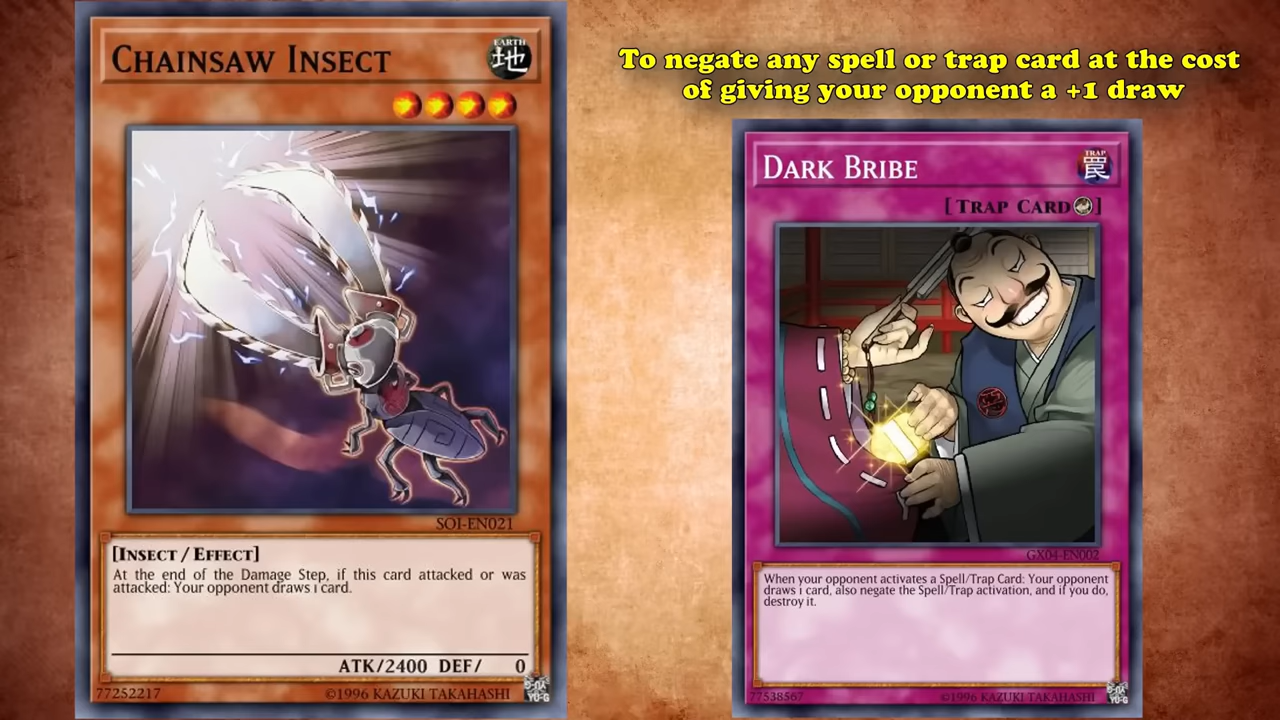 CHAINSAW INSECT
EARTH
地
SOI-EN021
[INSECT / EFFECT]
At the end of the Damage Step, if this card attacked or was
attacked: Your opponent draws 1 card.
ATK/2400 DEF/ 0
77252217
©1996 KAZUKI TAKAHASHI
To negate any spell or trap card at the cost
of giving your opponent a +1 draw
DARK BRIBE
TRAP
罠
[TRAP CARD]
GX04-EN002
When your opponent activates a Spell/Trap Card: Your opponent
draws 1 card, also negate the Spell/Trap activation, and if you do,
destroy it.
77538567
©1996 KAZUKI TAKAHASHI